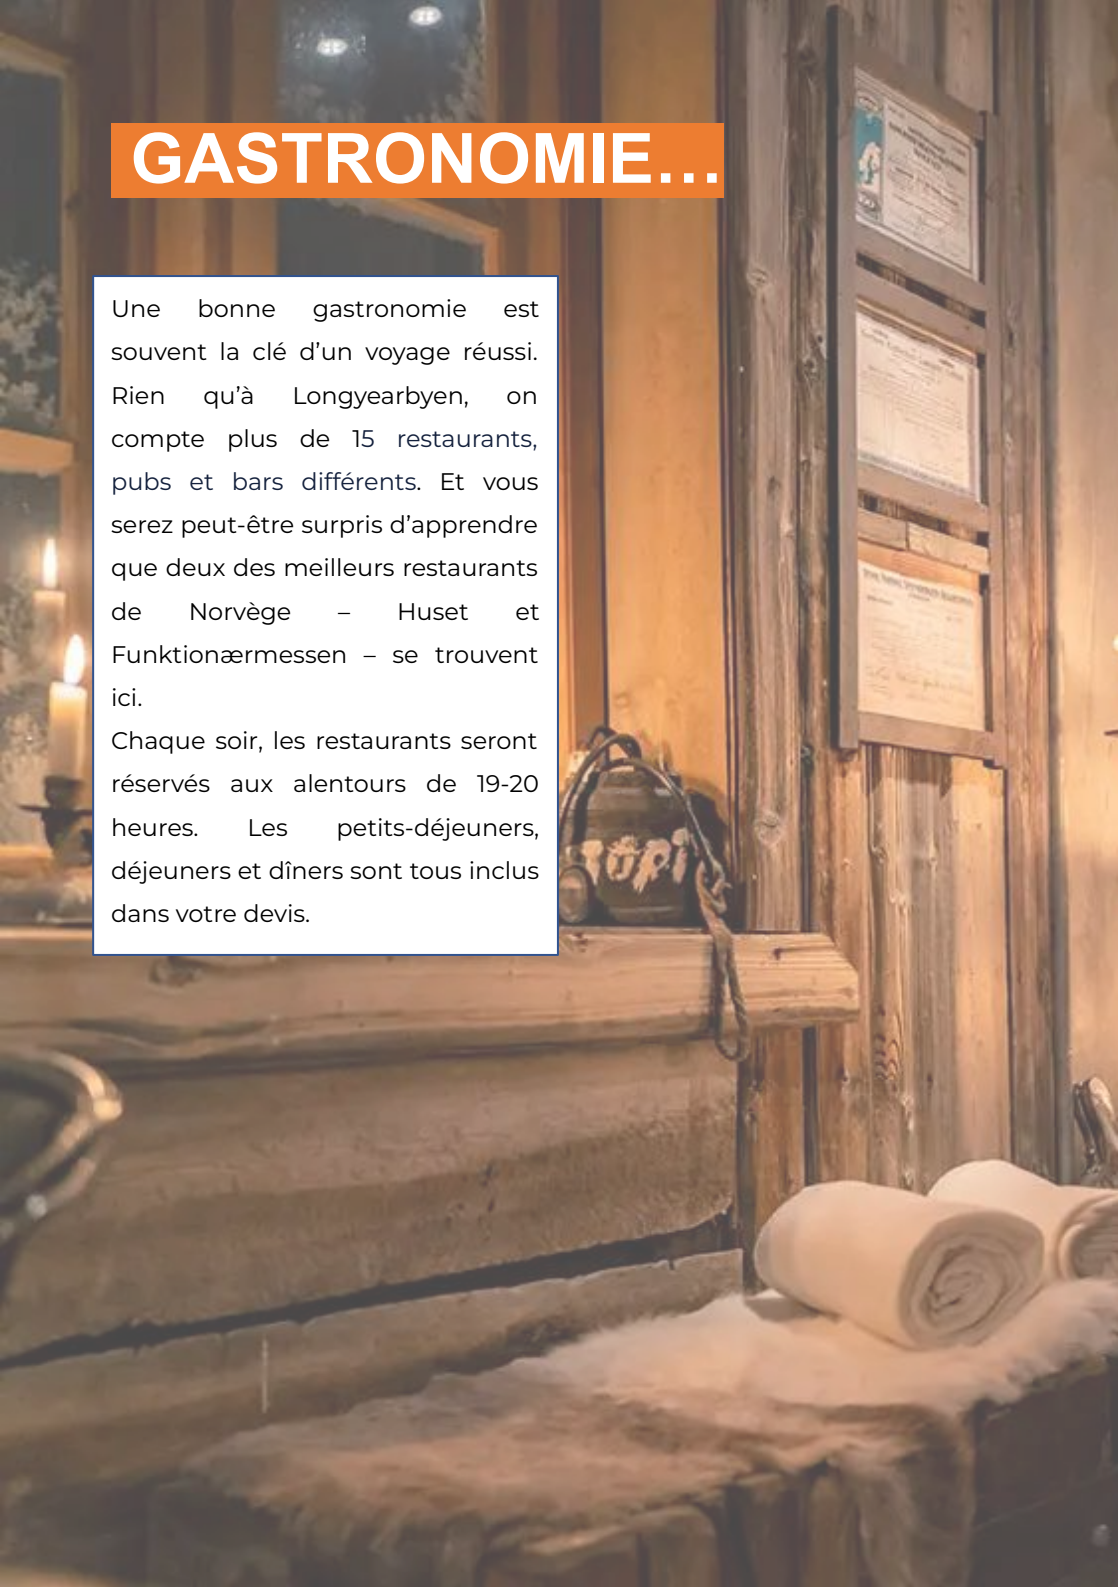 GASTRONOMIE…
Une bonne gastronomie est
souvent la clé d’un voyage réussi.
Rien qu’à Longyearbyen, on
compte plus de 15 restaurants,
pubs et bars différents. Et vous
serez peut-être surpris d’apprendre
que deux des meilleurs restaurants
de Norvège – Huset et
Funktionærmessen – se trouvent
ici.
Chaque soir, les restaurants seront
réservés aux alentours de 19-20
heures. Les petits-déjeuners,
déjeuners et dîners sont tous inclus
dans votre devis.